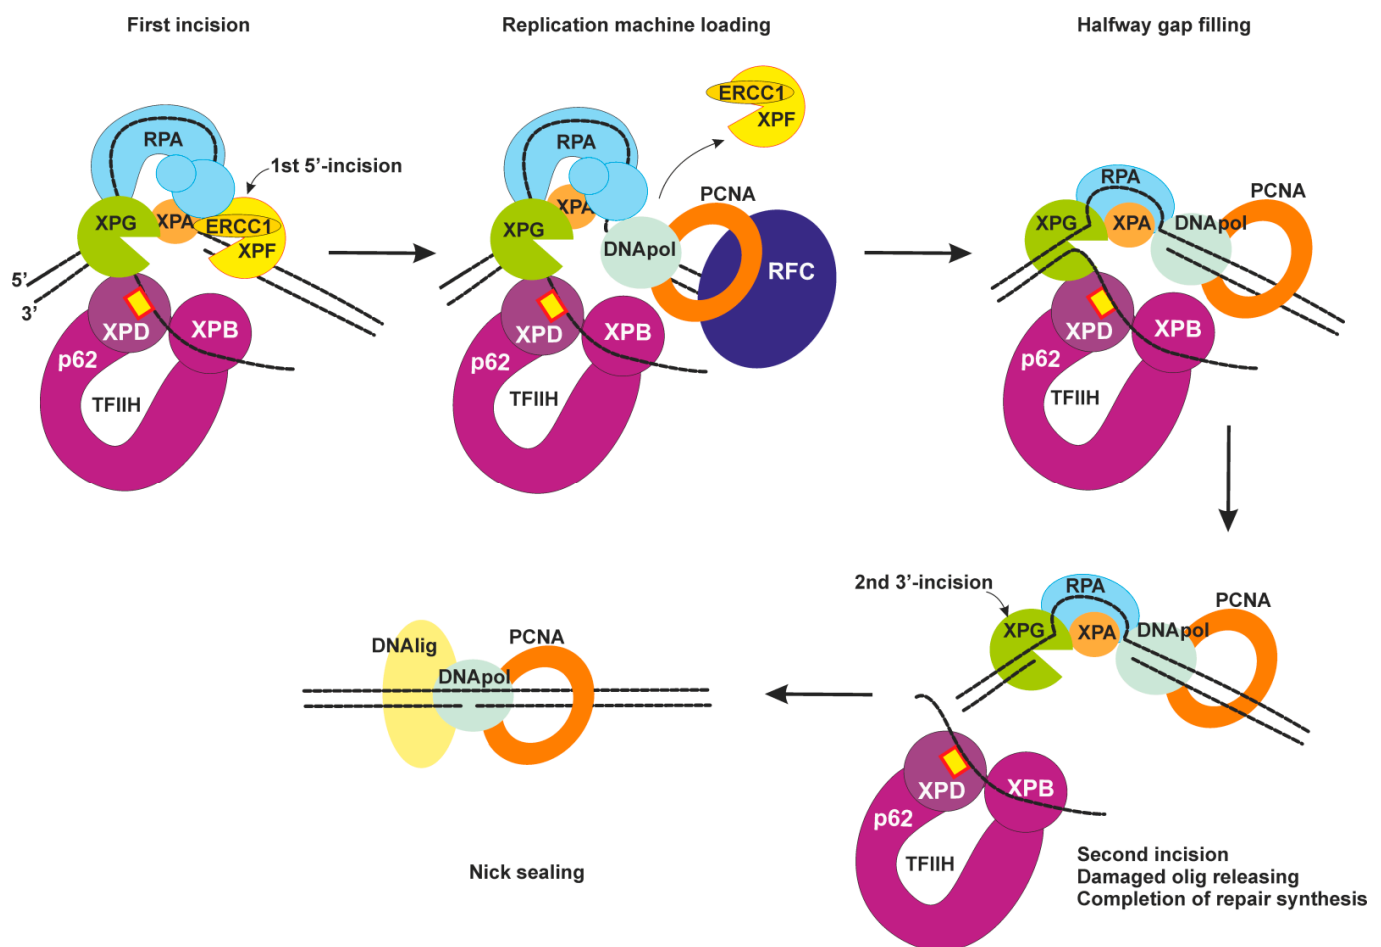 First incision
Replication machine loading
Halfway gap filling
RPA
1st 5’-incision
XPG
XPA
ERCC1
XPF
5’
3’
XPD
XPB
p62
TFIIH
ERCC1
XPF
RPA
PCNA
XPA
XPG
DNApol
RFC
XPD
XPB
p62
TFIIH
RPA
PCNA
XPG
XPA
DNApol
XPD
XPB
p62
TFIIH
2nd 3’-incision
RPA
PCNA
XPG
XPA
DNApol
XPD
XPB
p62
TFIIH
Second incision
Damaged olig releasing
Completion of repair synthesis
DNAlig
PCNA
DNApol
Nick sealing